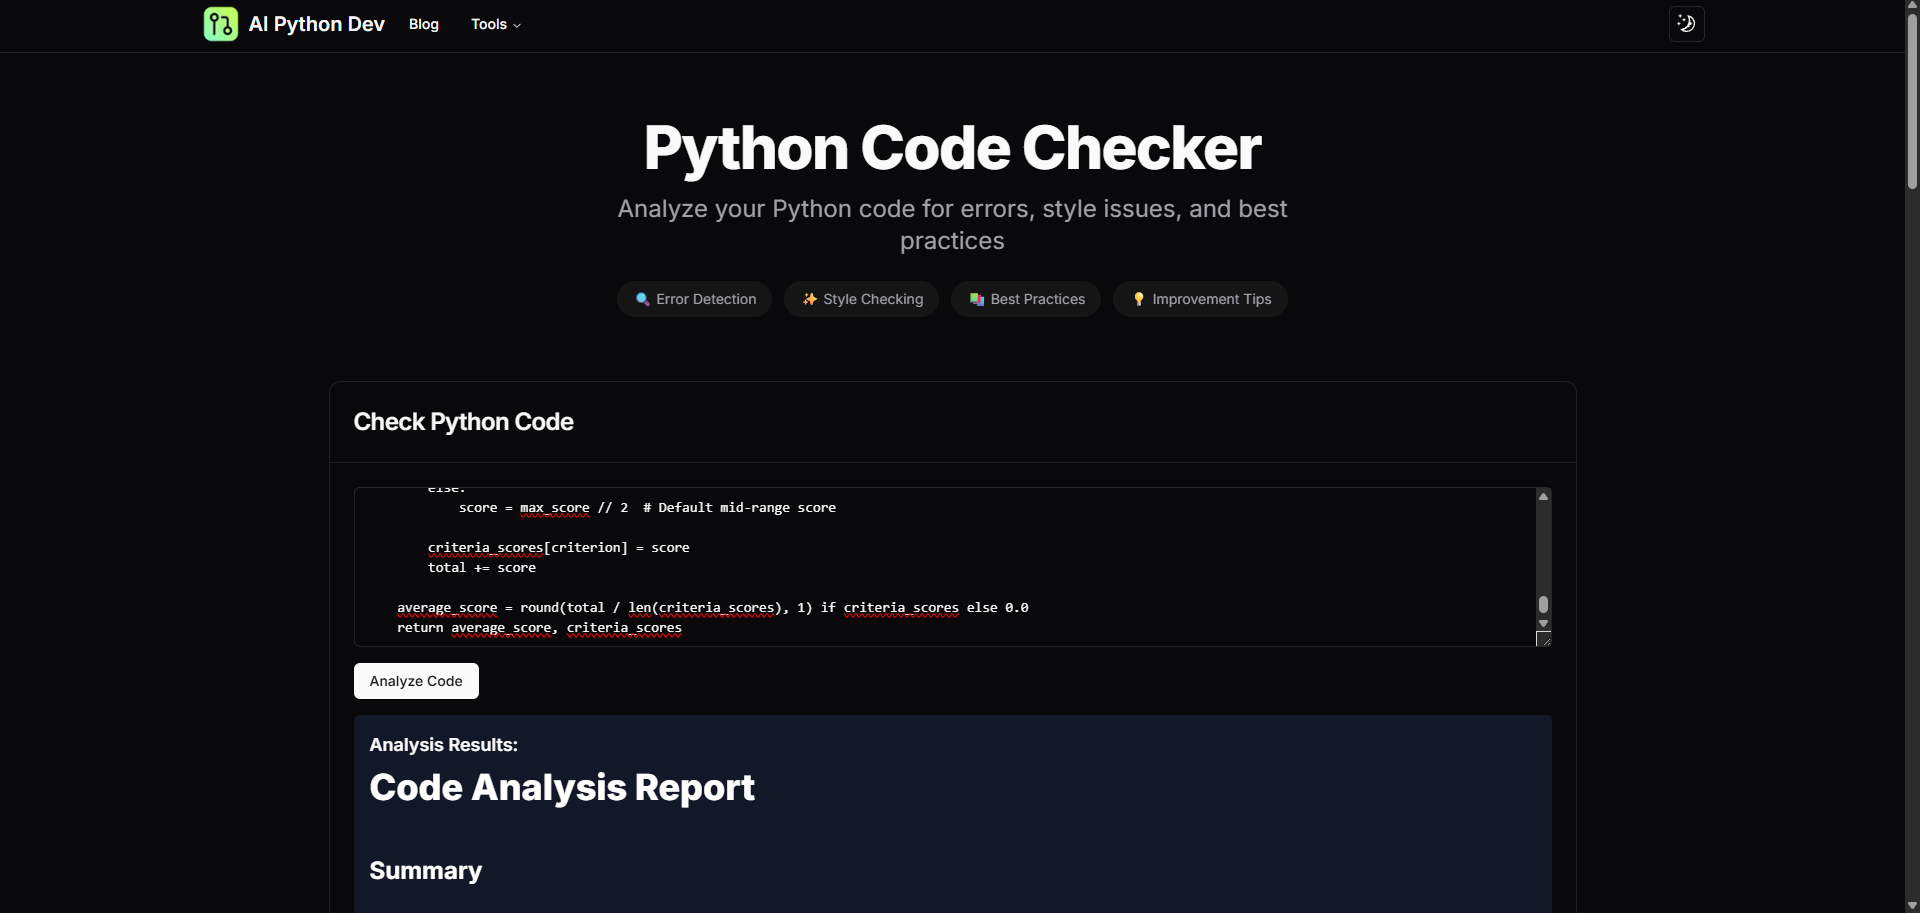 AI Python Dev
Blog
Tools
Python Code Checker
Analyze your Python code for errors, style issues, and best
practices
🔍 Error Detection
✨ Style Checking
📚 Best Practices
💡 Improvement Tips
Check Python Code
else:
score = max_score // 2  # Default mid-range score
criteria_scores[criterion] = score
total += score
average_score = round(total / len(criteria_scores), 1) if criteria_scores else 0.0
return average_score, criteria_scores
Analyze Code
Analysis Results:
Code Analysis Report
Summary